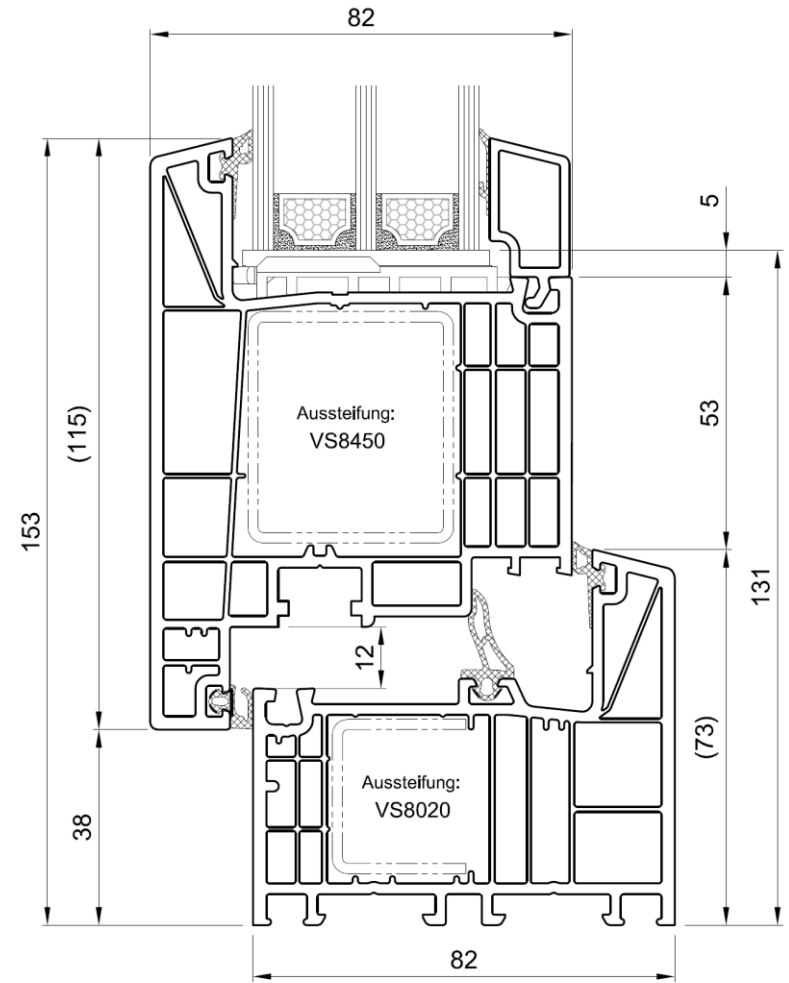 82
5
(115)
53
Aussteifung:
VS8450
153
131
12
(73)
Aussteifung:
VS8020
38
82